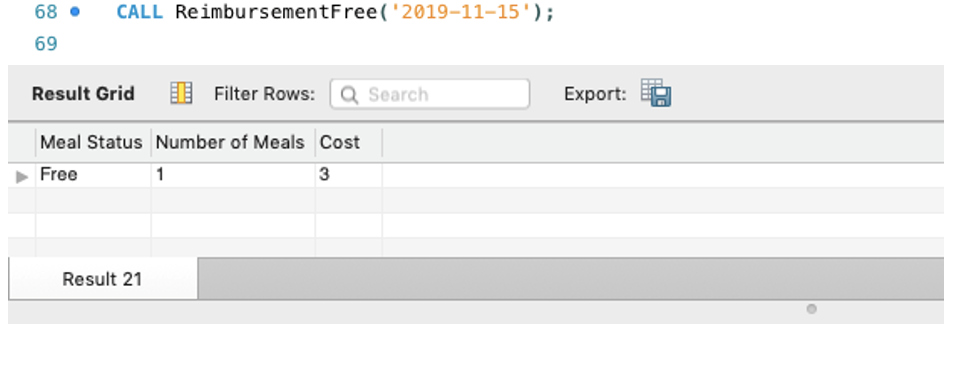 68 CALL ReimbursementFree('2019-11-15');
69
Result Grid Filter Rows: Search Export:
Meal Status Number of Meals Cost
Free 1 3
Result 21